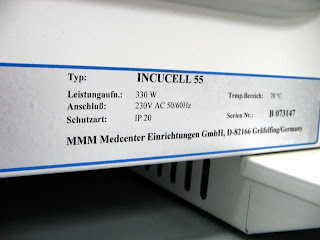 Typ: INCUCELL 55
Leistungaufn.: 330 W Temp.Bereich: 70 °C
Anschluß: 230V AC 50/60Hz
Schutzart: IP 20 Serien Nr.: B 073147
MMM Medcenter Einrichtungen GmbH, D-82166 Gräfelfing/Germany